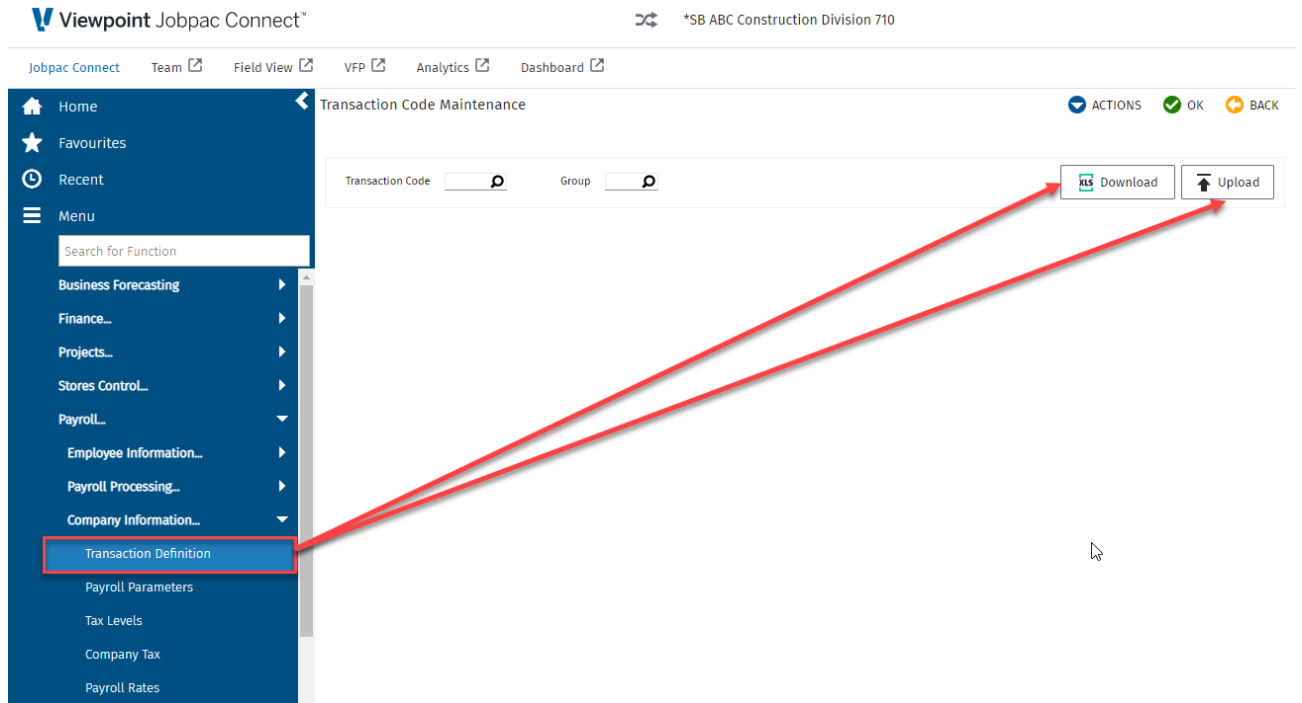 Viewpoint Jobpac Connect™ *SB ABC Construction Division 710
Jobpac Connect Team Field View VFP Analytics Dashboard
Home Transaction Code Maintenance ACTIONS OK BACK
Favourites
Recent Transaction Code Group XLS Download Upload
Menu
Search for Function
Business Forecasting
Finance...
Projects...
Stores Control...
Payroll...
Employee Information...
Payroll Processing...
Company Information...
Transaction Definition
Payroll Parameters
Tax Levels
Company Tax
Payroll Rates